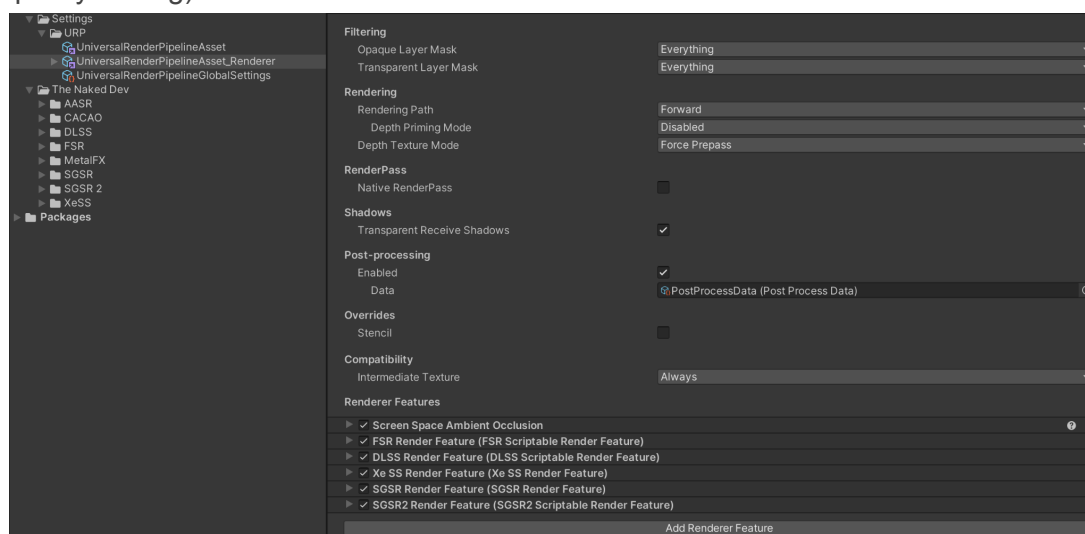 Settings
URP
UniversalRenderPipelineAsset
UniversalRenderPipelineAsset_Renderer
UniversalRenderPipelineGlobalSettings
The Naked Dev
AASR
CACAO
DLSS
FSR
MetalFX
SGSR
SGSR 2
XeSS
Packages
Filtering
Opaque Layer Mask Everything
Transparent Layer Mask Everything
Rendering
Rendering Path Forward
Depth Priming Mode Disabled
Depth Texture Mode Force Prepass
RenderPass
Native RenderPass
Shadows
Transparent Receive Shadows
Post-processing
Enabled
Data PostProcessData (Post Process Data)
Overrides
Stencil
Compatibility
Intermediate Texture Always
Renderer Features
Screen Space Ambient Occlusion
FSR Render Feature (FSR Scriptable Render Feature)
DLSS Render Feature (DLSS Scriptable Render Feature)
Xe SS Render Feature (Xe SS Render Feature)
SGSR Render Feature (SGSR Render Feature)
SGSR2 Render Feature (SGSR2 Scriptable Render Feature)
Add Renderer Feature